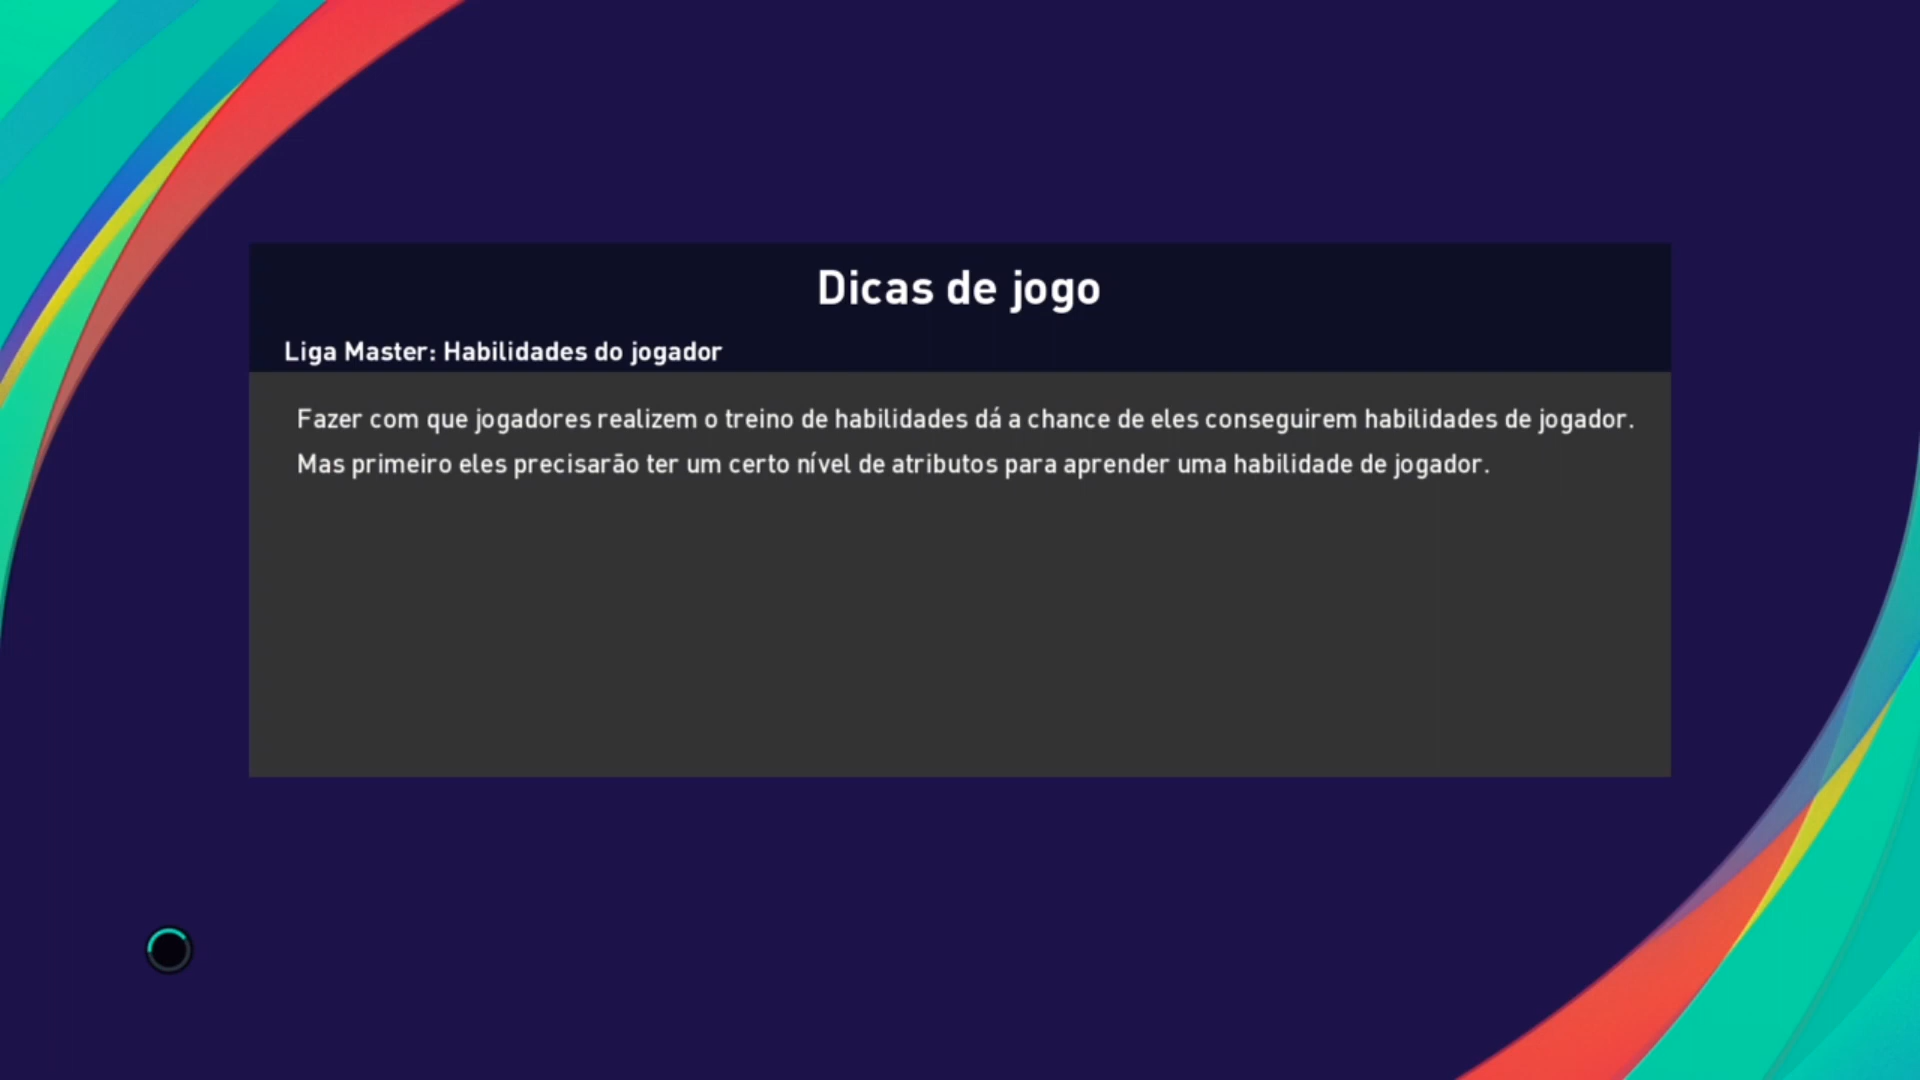 Dicas de jogo
Liga Master: Habilidades do jogador
Fazer com que jogadores realizem o treino de habilidades dá a chance de eles conseguirem habilidades de jogador.
Mas primeiro eles precisarão ter um certo nível de atributos para aprender uma habilidade de jogador.